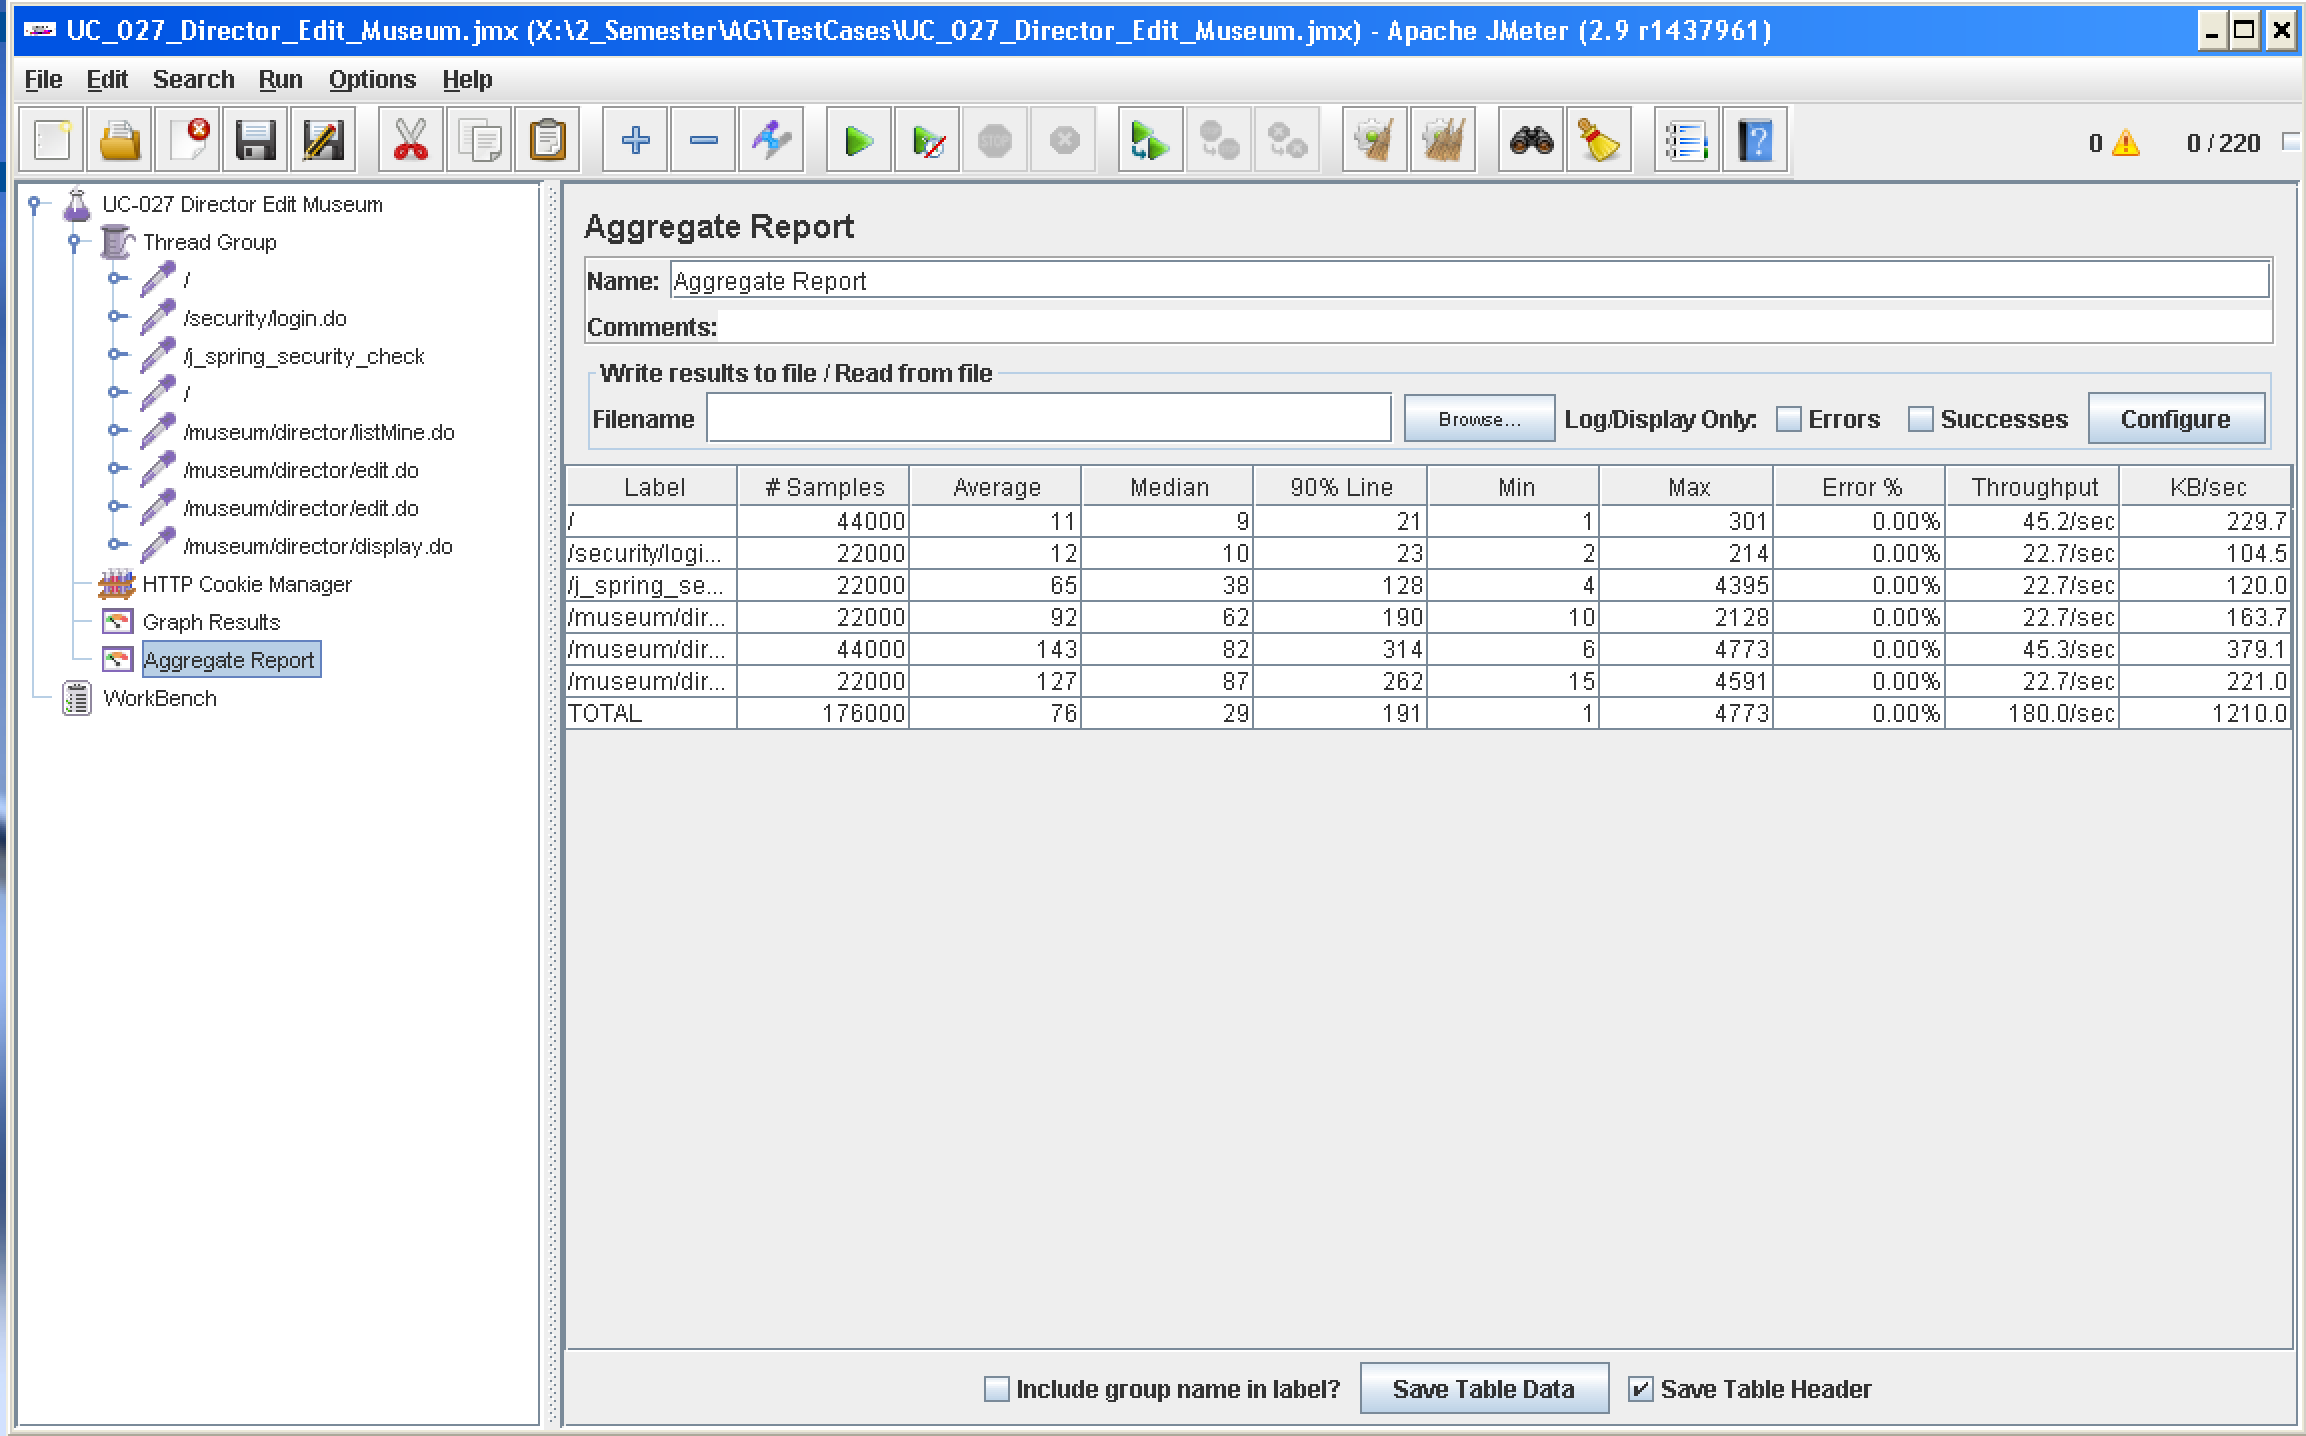 UC_027_Director_Edit_Museum.jmx (X:\2_Semester\AG\TestCases\UC_027_Director_Edit_Museum.jmx) - Apache JMeter (2.9 r1437961)
File Edit Search Run Options Help
0 0 / 220
UC-027 Director Edit Museum
Thread Group
/
/security/login.do
/j_spring_security_check
/
/museum/director/listMine.do
/museum/director/edit.do
/museum/director/edit.do
/museum/director/display.do
HTTP Cookie Manager
Graph Results
Aggregate Report
WorkBench
Aggregate Report
Name: Aggregate Report
Comments:
Write results to file / Read from file
Filename Browse... Log/Display Only: Errors Successes Configure
Label # Samples Average Median 90% Line Min Max Error % Throughput KB/sec
/ 44000 11 9 21 1 301 0.00% 45.2/sec 229.7
/security/logi... 22000 12 10 23 2 214 0.00% 22.7/sec 104.5
/j_spring_se... 22000 65 38 128 4 4395 0.00% 22.7/sec 120.0
/museum/dir... 22000 92 62 190 10 2128 0.00% 22.7/sec 163.7
/museum/dir... 44000 143 82 314 6 4773 0.00% 45.3/sec 379.1
/museum/dir... 22000 127 87 262 15 4591 0.00% 22.7/sec 221.0
TOTAL 176000 76 29 191 1 4773 0.00% 180.0/sec 1210.0
Include group name in label? Save Table Data Save Table Header